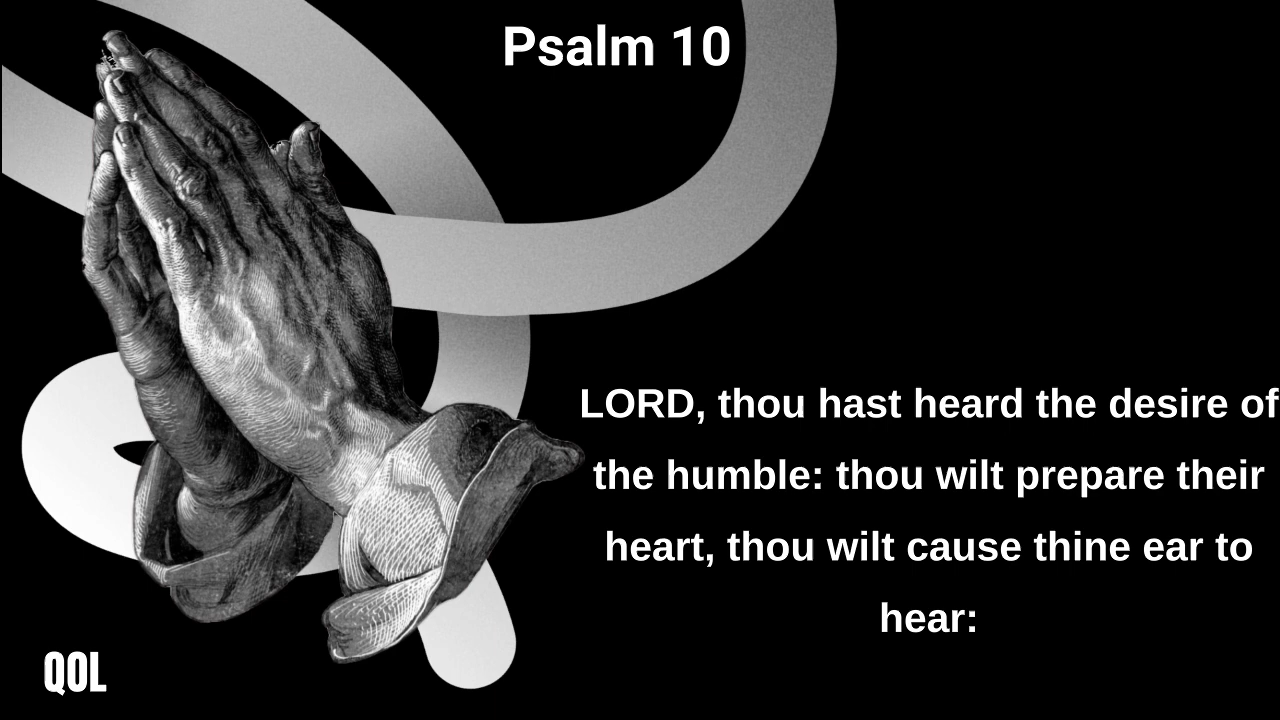 Psalm 10
LORD, thou hast heard the desire of
the humble: thou wilt prepare their
heart, thou wilt cause thine ear to
hear:
QOL